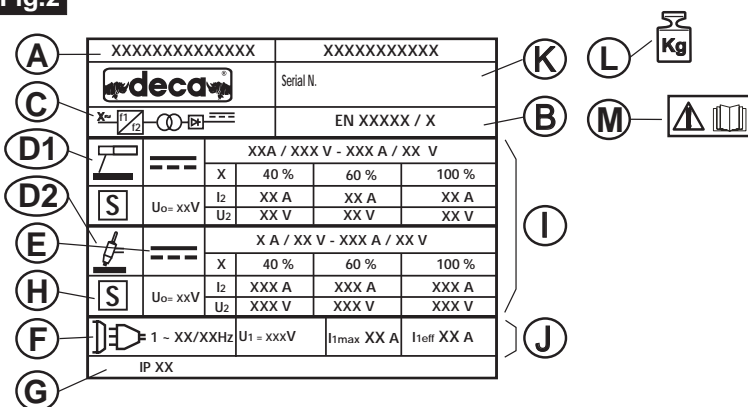 Fig.2
A
XXXXXXXXXXXXXX XXXXXXXXXXX
deca®
Serial N.
K
L
Kg
C
X~ f1 f2
EN XXXXX / X
B
M
D1
XXA / XXX V - XXX A / XX V
X 40 % 60 % 100 %
S U0= xxV I2 XX A XX A XX A
U2 XX V XX V XX V
D2
I
E
X A / XX V - XXX A / XX V
X 40 % 60 % 100 %
H
S U0= xxV I2 XXX A XXX A XXX A
U2 XXX V XXX V XXX V
F
1 ~ XX/XXHz U1 = xxxV I1max XX A I1eff XX A
J
G
IP XX